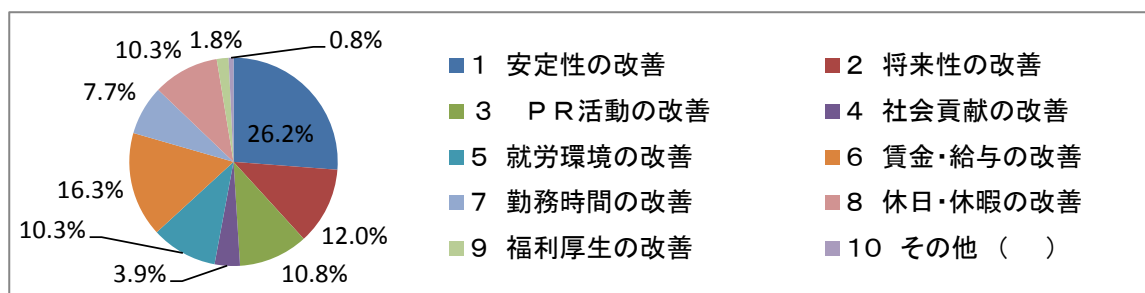 10.3%
1.8%
0.8%
7.7%
26.2%
16.3%
10.3%
3.9%
10.8%
12.0%
1 安定性の改善
2 将来性の改善
3 PR活動の改善
4 社会貢献の改善
5 就労環境の改善
6 賃金・給与の改善
7 勤務時間の改善
8 休日・休暇の改善
9 福利厚生の改善
10 その他 （　）